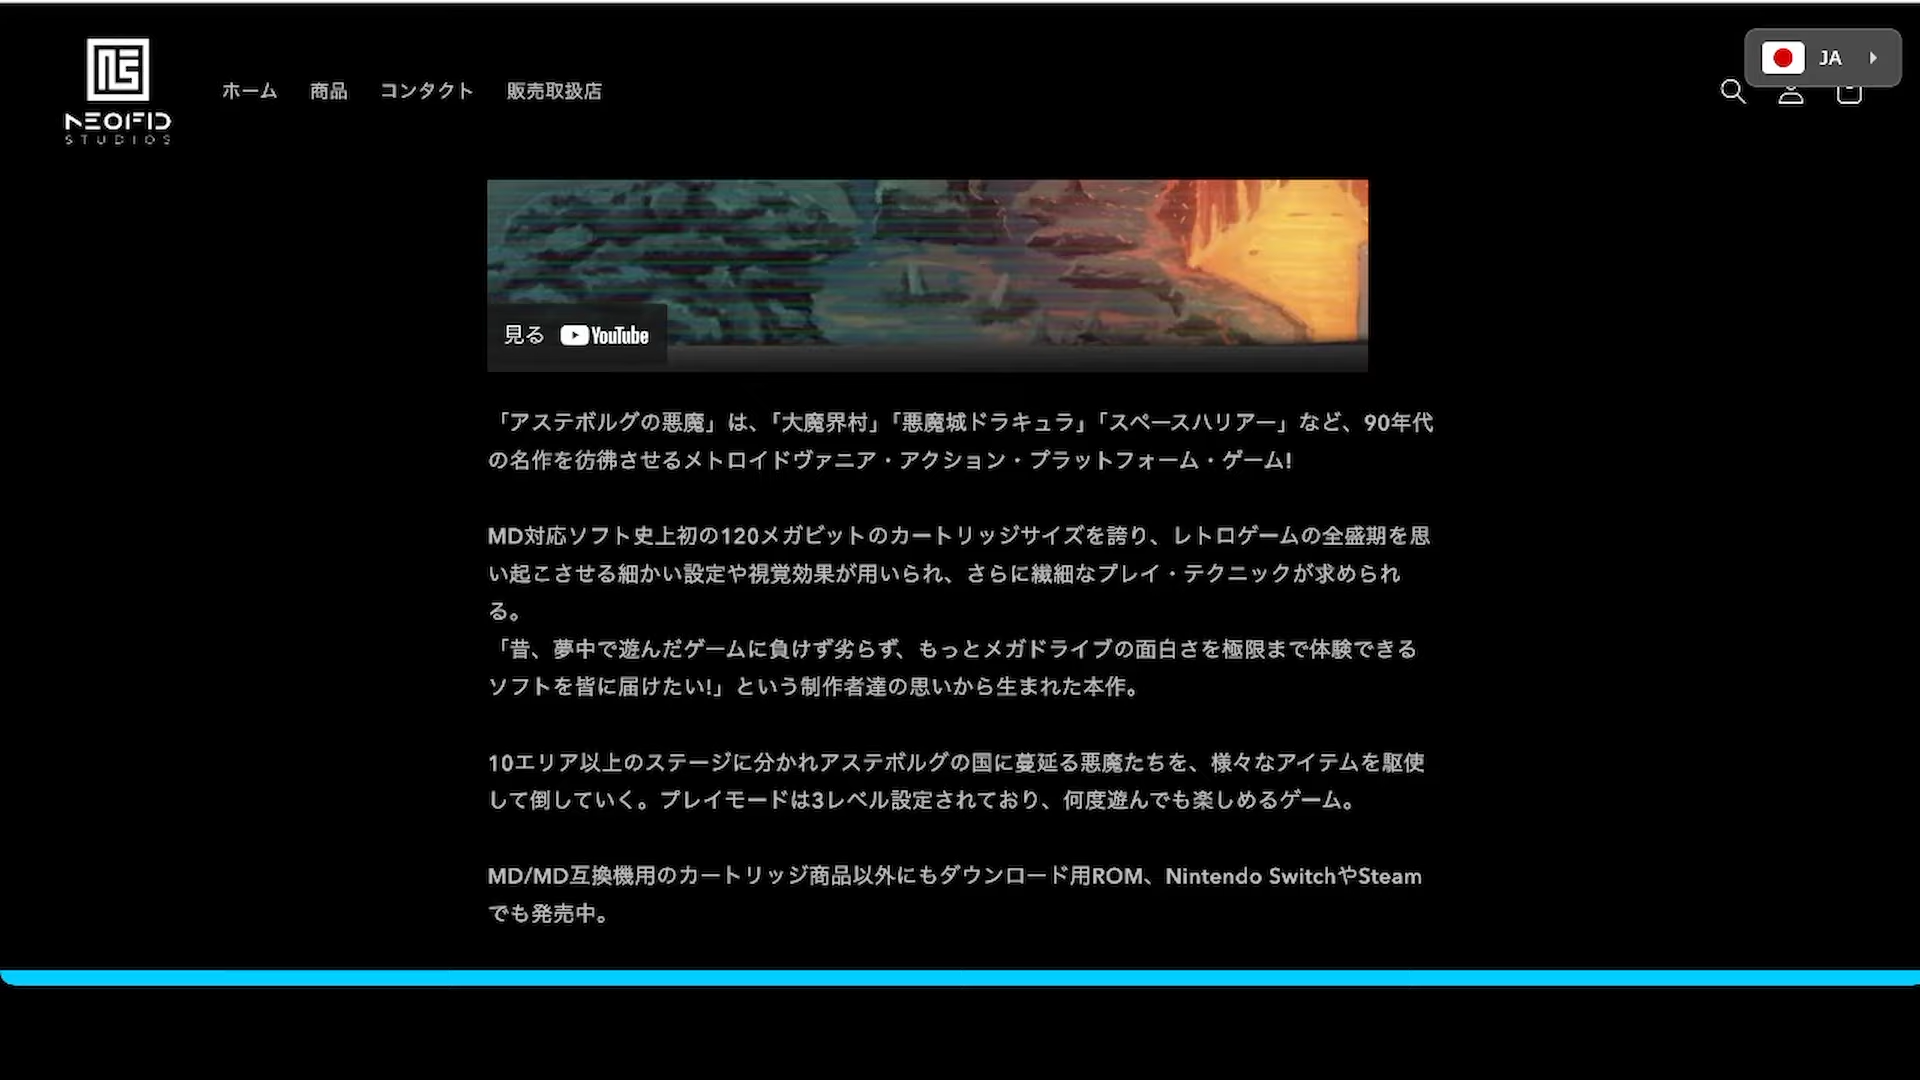 NEOFID
STUDIOS
ホーム 商品 コンタクト 販売取扱店
JA
見る YouTube
「アステボルグの悪魔」は、「大魔界村」「悪魔城ドラキュラ」「スペースハリアー」など、90年代
の名作を彷彿させるメトロイドヴァニア・アクション・プラットフォーム・ゲーム!
MD対応ソフト史上初の120メガビットのカートリッジサイズを誇り、レトロゲームの全盛期を思
い起こさせる細かい設定や視覚効果が用いられ、さらに繊細なプレイ・テクニックが求められ
る。
「昔、夢中で遊んだゲームに負けず劣らず、もっとメガドライブの面白さを極限まで体験できる
ソフトを皆に届けたい!」という制作者達の思いから生まれた本作。
10エリア以上のステージに分かれアステボルグの国に蔓延る悪魔たちを、様々なアイテムを駆使
して倒していく。プレイモードは3レベル設定されており、何度遊んでも楽しめるゲーム。
MD/MD互換機用のカートリッジ商品以外にもダウンロード用ROM、Nintendo SwitchやSteam
でも発売中。